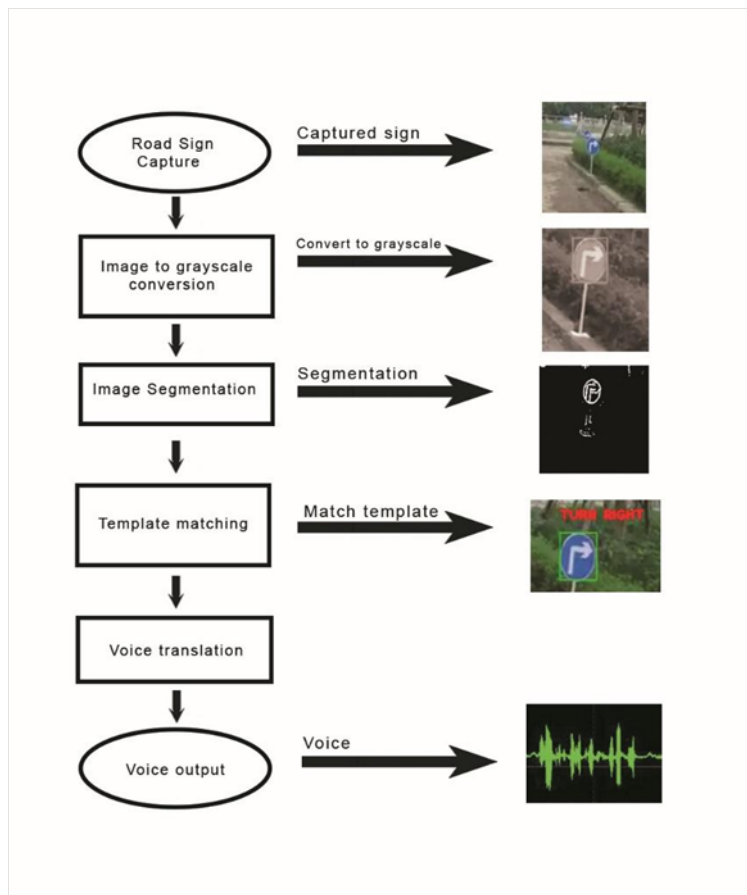 Road Sign
Capture
Captured sign
Image to grayscale
conversion
Convert to grayscale
Image Segmentation
Segmentation
Template matching
Match template
TURN RIGHT
Voice translation
Voice output
Voice